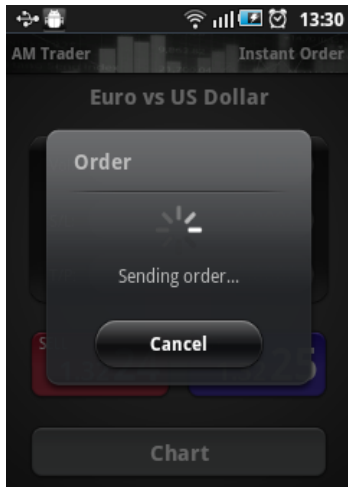 13:30
AM Trader Instant Order
Euro vs US Dollar
Order
Sending order...
Cancel
Chart